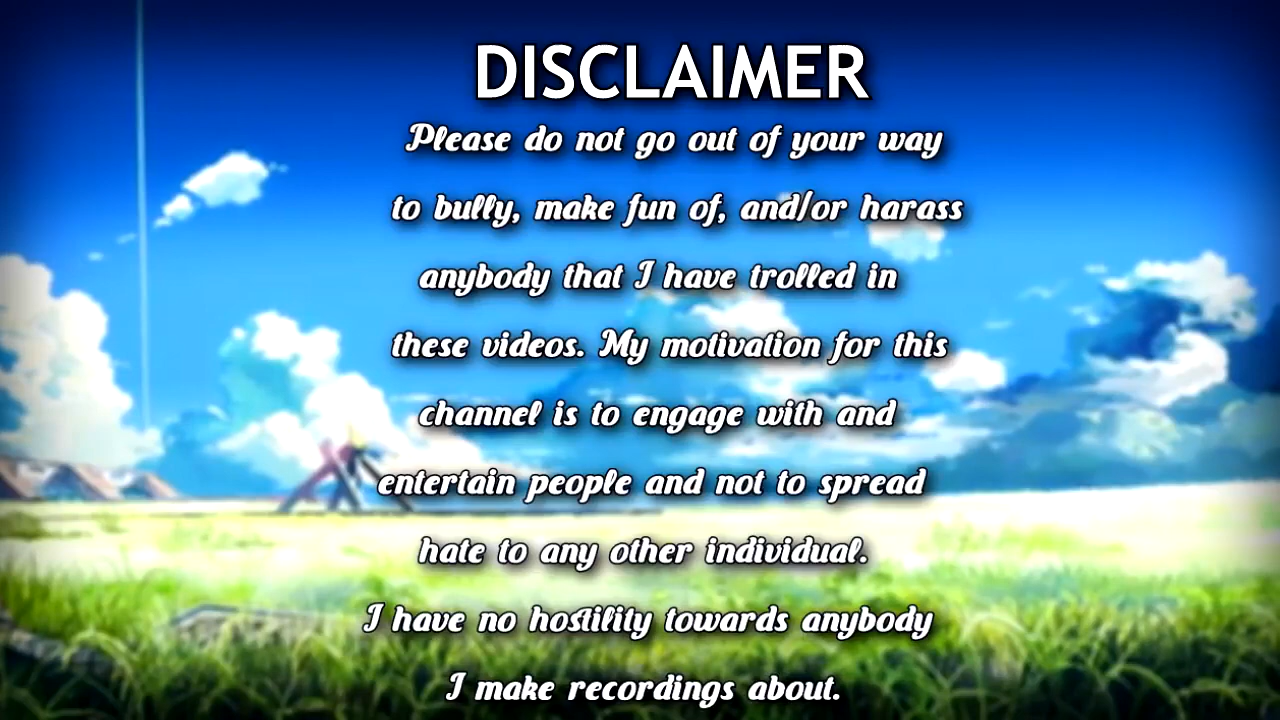 DISCLAIMER
Please do not go out of your way
to bully, make fun of, and/or harass
anybody that I have trolled in
these videos. My motivation for this
channel is to engage with and
entertain people and not to spread
hate to any other individual.
I have no hostility towards anybody
I make recordings about.